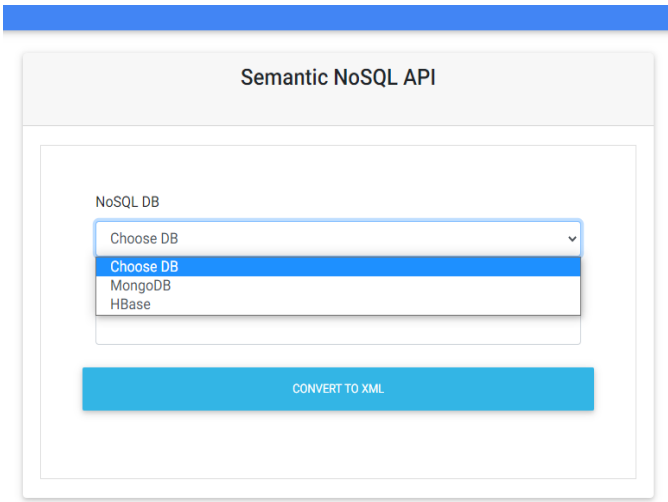 Semantic NoSQL API
NoSQL DB
Choose DB
Choose DB
MongoDB
HBase
CONVERT TO XML